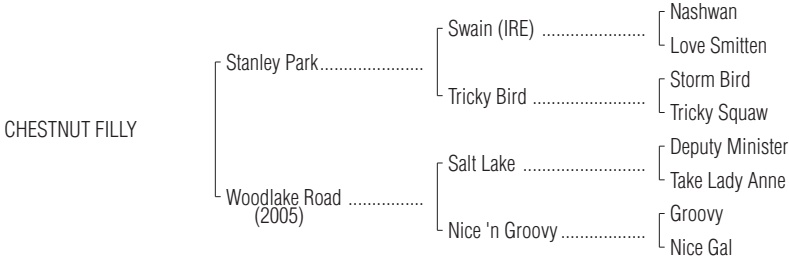 Nashwan
Swain (IRE) ......................
Love Smitten
Stanley Park......................
Storm Bird
Tricky Bird ........................
Tricky Squaw
CHESTNUT FILLY
Deputy Minister
Salt Lake ..........................
Take Lady Anne
Woodlake Road ................
(2005)
Groovy
Nice 'n Groovy ..................
Nice Gal